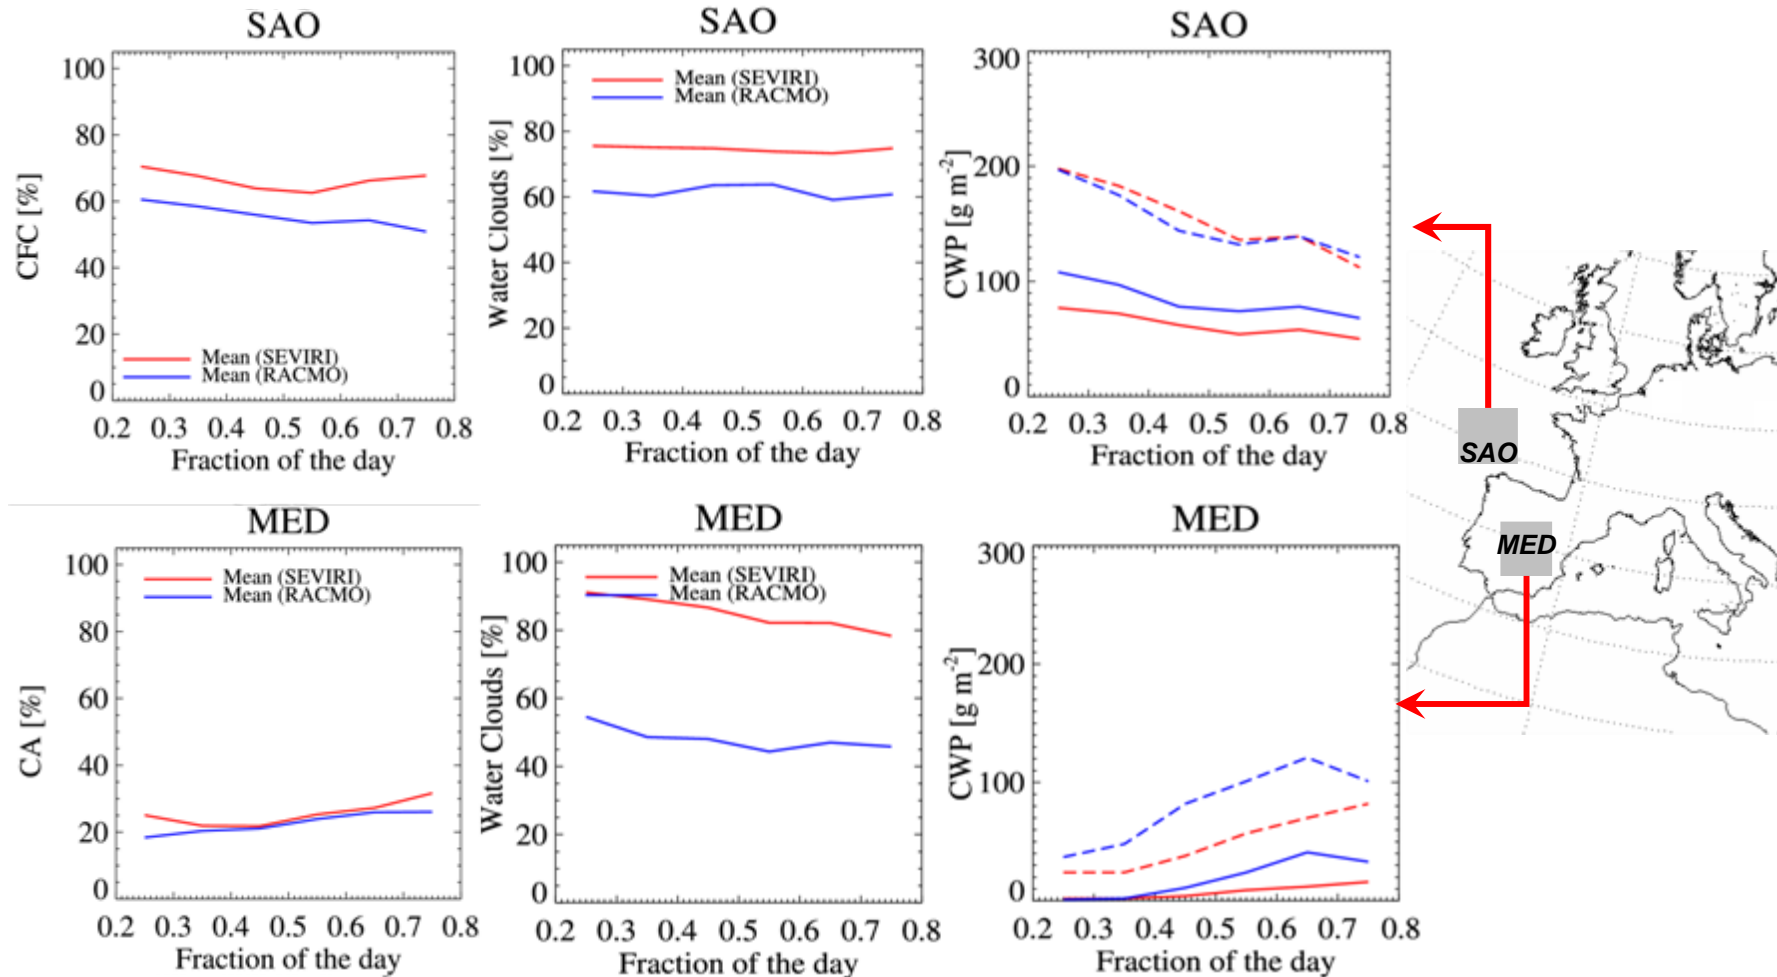 SAO
100
80
60
40
20
0
CFC [%]
Mean (SEVIRI)
Mean (RACMO)
0.2 0.3 0.4 0.5 0.6 0.7 0.8
Fraction of the day
SAO
100
80
60
40
20
0
Water Clouds [%]
Mean (SEVIRI)
Mean (RACMO)
0.2 0.3 0.4 0.5 0.6 0.7 0.8
Fraction of the day
SAO
300
200
100
0
CWP [g m-2]
0.2 0.3 0.4 0.5 0.6 0.7 0.8
Fraction of the day
SAO
MED
MED
100
80
60
40
20
0
CA [%]
Mean (SEVIRI)
Mean (RACMO)
0.2 0.3 0.4 0.5 0.6 0.7 0.8
Fraction of the day
MED
100
80
60
40
20
0
Water Clouds [%]
Mean (SEVIRI)
Mean (RACMO)
0.2 0.3 0.4 0.5 0.6 0.7 0.8
Fraction of the day
MED
300
200
100
0
CWP [g m-2]
0.2 0.3 0.4 0.5 0.6 0.7 0.8
Fraction of the day